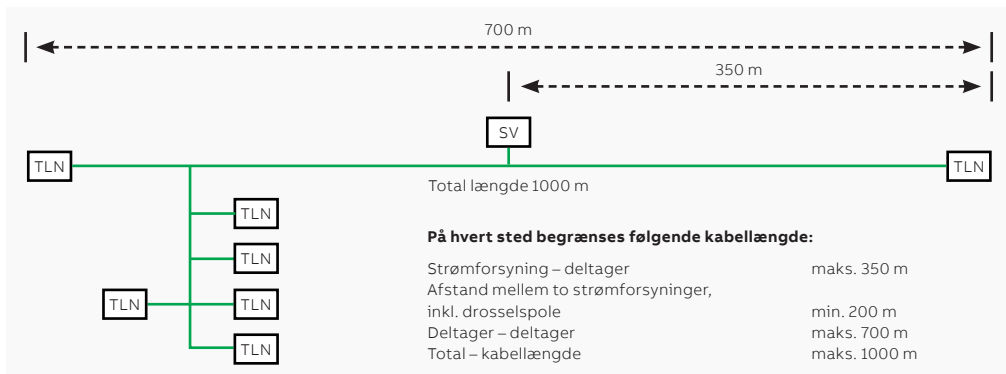 700 m
350 m
SV
TLN
TLN
Total længde 1000 m
TLN
TLN
TLN
TLN
TLN
På hvert sted begrænses følgende kabellængde:
Strømforsyning – deltager maks. 350 m
Afstand mellem to strømforsyninger,
inkl. drosselspole min. 200 m
Deltager – deltager maks. 700 m
Total – kabellængde maks. 1000 m